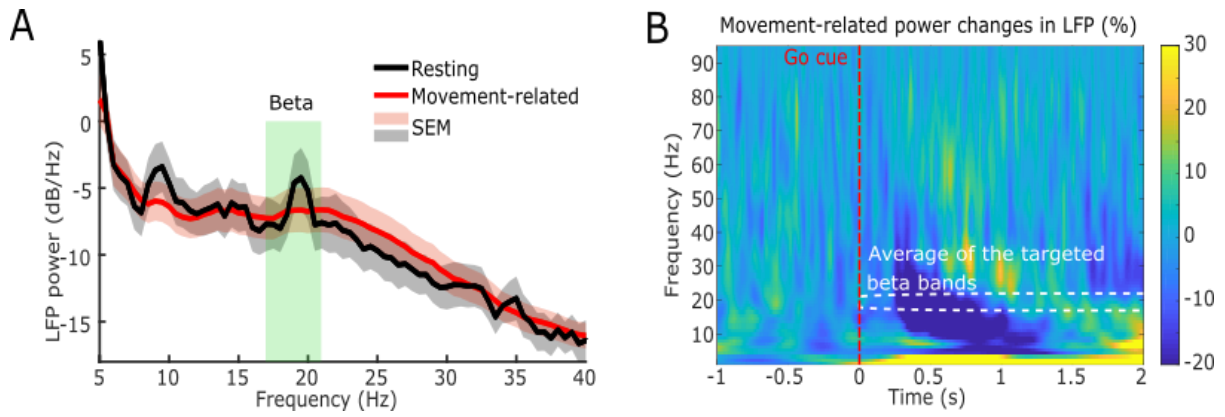 A
5
0
-5
-10
-15
LFP power (dB/Hz)
5 10 15 20 25 30 35 40
Frequency (Hz)
Beta
Resting
Movement-related
SEM
B
Movement-related power changes in LFP (%)
Go cue
90
80
70
60
50
40
30
20
10
Frequency (Hz)
Average of the targeted
beta bands
-1 -0.5 0 0.5 1 1.5 2
Time (s)
30
20
10
0
-10
-20